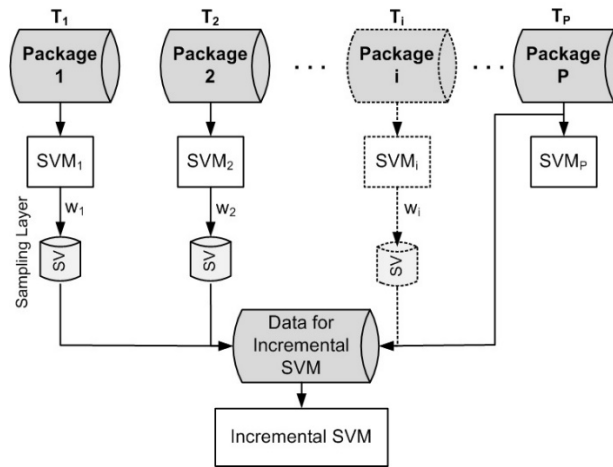 T1 T2 Ti TP
Package 1
Package 2
. . .
Package i
. . .
Package P
SVM1 SVM2 SVMi SVMP
w1 w2 wi
Sampling Layer
SV SV SV
Data for
Incremental
SVM
Incremental SVM